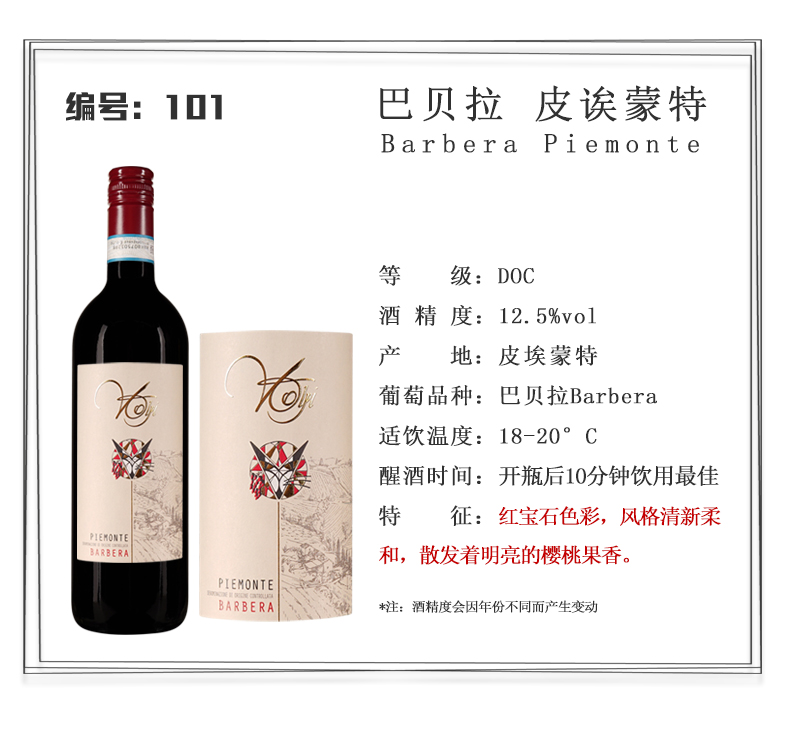 编号：101
巴贝拉 皮诶蒙特
Barbera Piemonte
等级：DOC
酒精度：12.5%vol
产地：皮埃蒙特
葡萄品种：巴贝拉Barbera
适饮温度：18-20°C
醒酒时间：开瓶后10分钟饮用最佳
特征：红宝石色彩，风格清新柔
和，散发着明亮的樱桃果香。
*注：酒精度会因年份不同而产生变动
PIEMONTE
BARBERA
PIEMONTE
DENOMINAZIONE DI ORIGINE CONTROLLATA
BARBERA